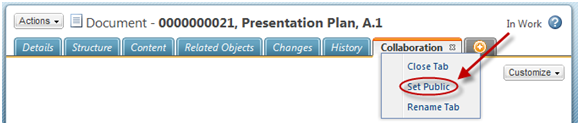 Actions Document - 0000000021, Presentation Plan, A.1 In Work
Details Structure Content Related Objects Changes History Collaboration
Close Tab
Customize
Set Public
Rename Tab